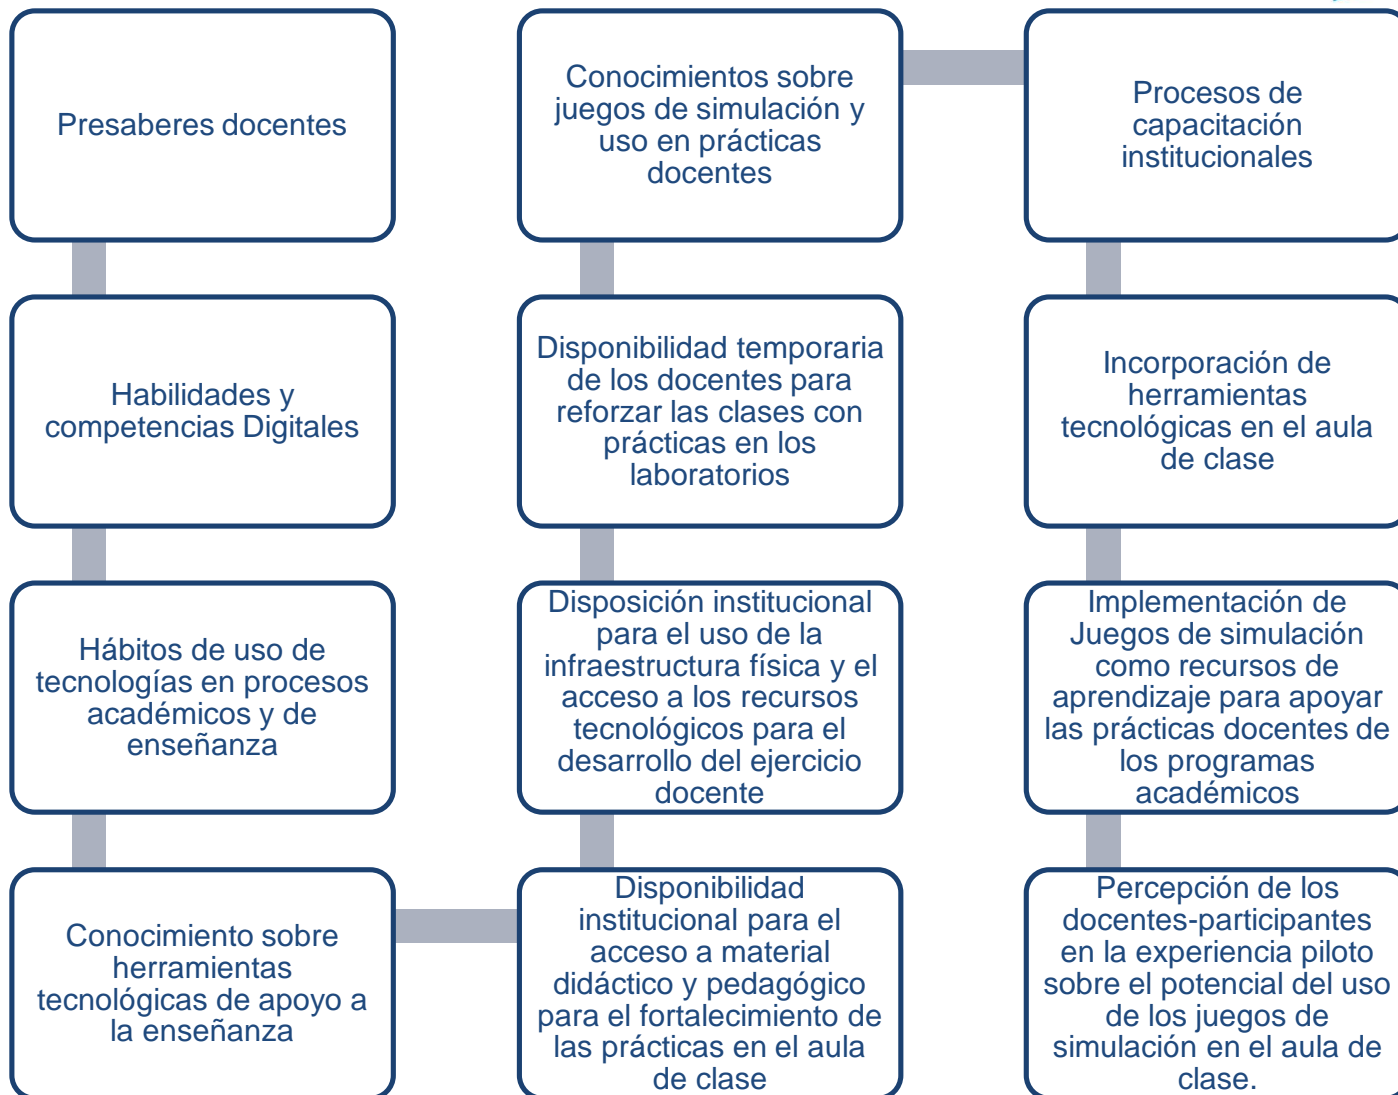 Presaberes docentes
Habilidades y
competencias Digitales
Hábitos de uso de
tecnologías en procesos
académicos y de
enseñanza
Conocimiento sobre
herramientas
tecnológicas de apoyo a
la enseñanza
Disponibilidad
institucional para el
acceso a material
didáctico y pedagógico
para el fortalecimiento de
las prácticas en el aula
de clase
Disposición institucional
para el uso de la
infraestructura física y el
acceso a los recursos
tecnológicos para el
desarrollo del ejercicio
docente
Disponibilidad temporaria
de los docentes para
reforzar las clases con
prácticas en los
laboratorios
Conocimientos sobre
juegos de simulación y
uso en prácticas
docentes
Procesos de
capacitación
institucionales
Incorporación de
herramientas
tecnológicas en el aula
de clase
Implementación de
Juegos de simulación
como recursos de
aprendizaje para apoyar
las prácticas docentes de
los programas
académicos
Percepción de los
docentes-participantes
en la experiencia piloto
sobre el potencial del uso
de los juegos de
simulación en el aula de
clase.